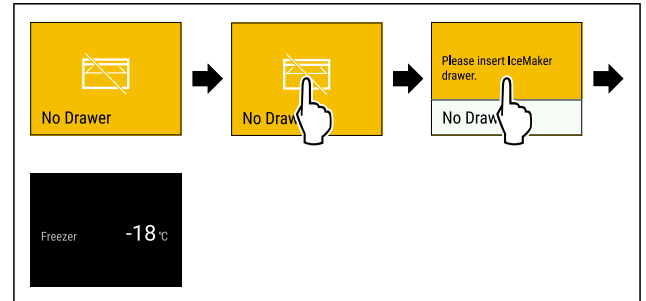 No Drawer
No Draw
Please insert IceMaker
drawer.
No Draw
Freezer -18 °C